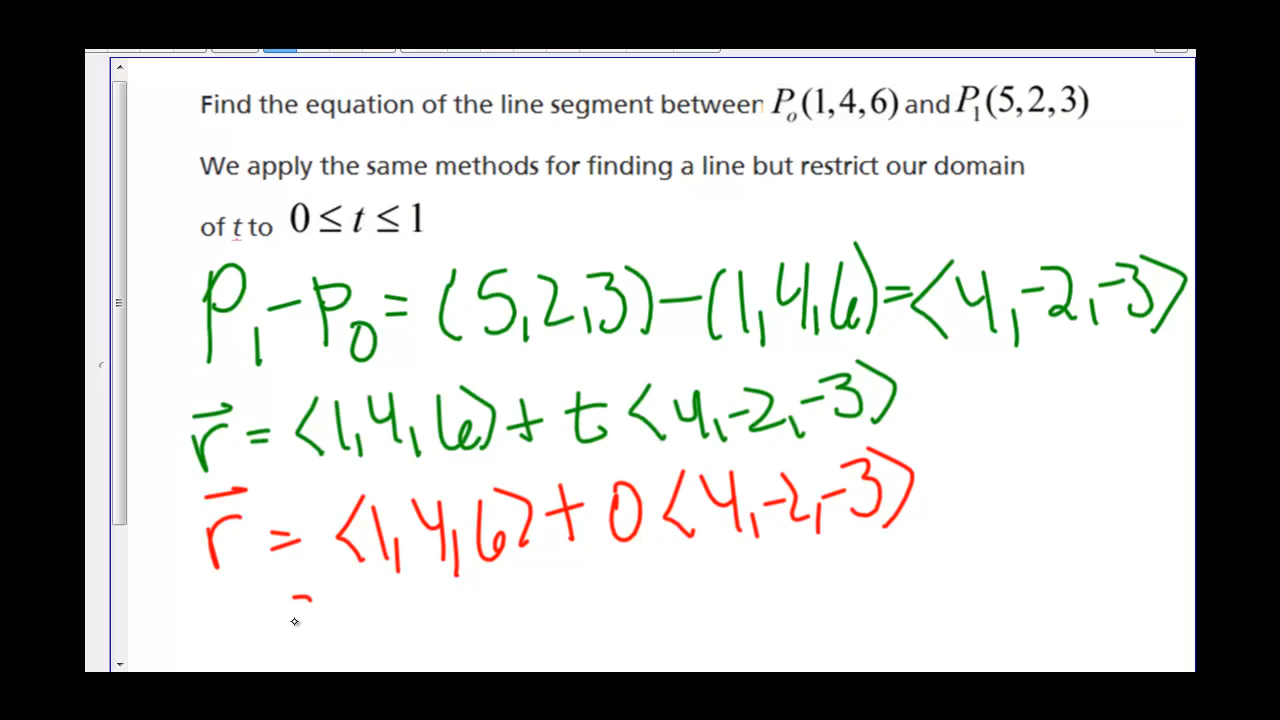 Find the equation of the line segment between P₀(1,4,6) and P₁(5,2,3)
We apply the same methods for finding a line but restrict our domain
of t to 0 ≤ t ≤ 1
P₁ - P₀ = (5,2,3) - (1,4,6) = ⟨4,-2,-3⟩
r⃗ = ⟨1,4,6⟩ + t⟨4,-2,-3⟩
r⃗ = ⟨1,4,6⟩ + 0⟨4,-2,-3⟩